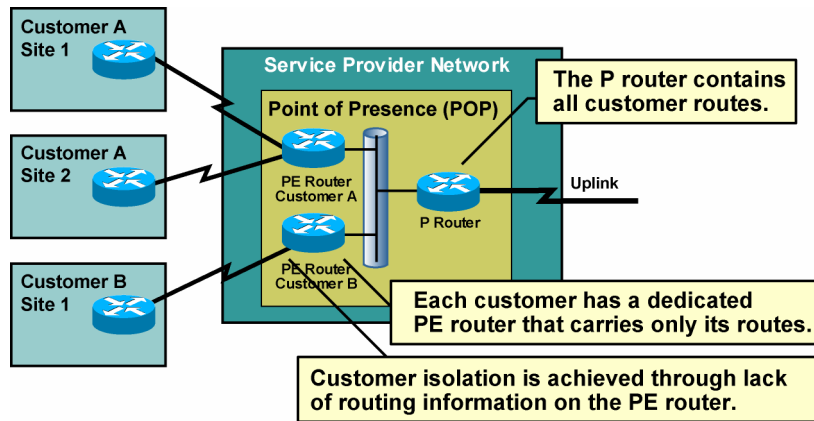 Customer A
Site 1
Service Provider Network
The P router contains
all customer routes.
Point of Presence (POP)
Customer A
Site 2
PE Router
Customer A
P Router
Uplink
Customer B
Site 1
PE Router
Customer B
Each customer has a dedicated
PE router that carries only its routes.
Customer isolation is achieved through lack
of routing information on the PE router.